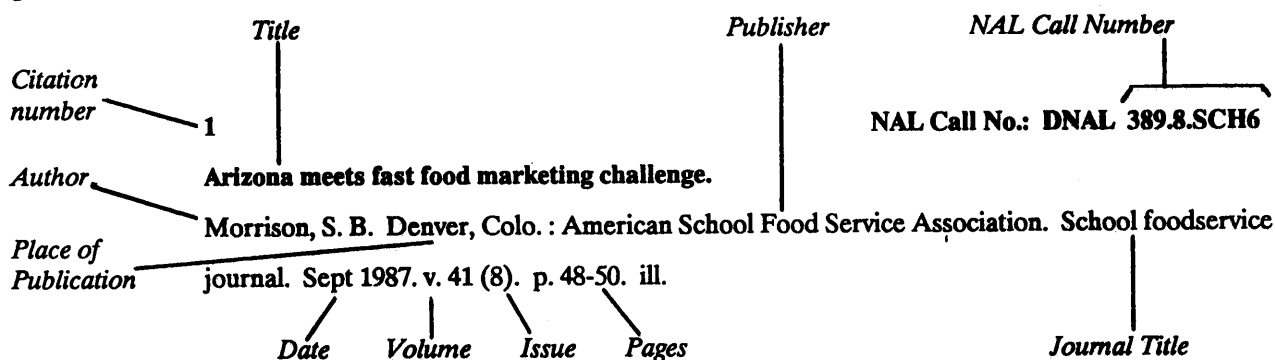 Title Publisher NAL Call Number
Citation
number
1 NAL Call No.: DNAL 389.8.SCH6
Author Arizona meets fast food marketing challenge.
Morrison, S. B. Denver, Colo. : American School Food Service Association. School foodservice
Place of
Publication journal. Sept 1987. v. 41 (8). p. 48-50. ill.
Date Volume Issue Pages Journal Title